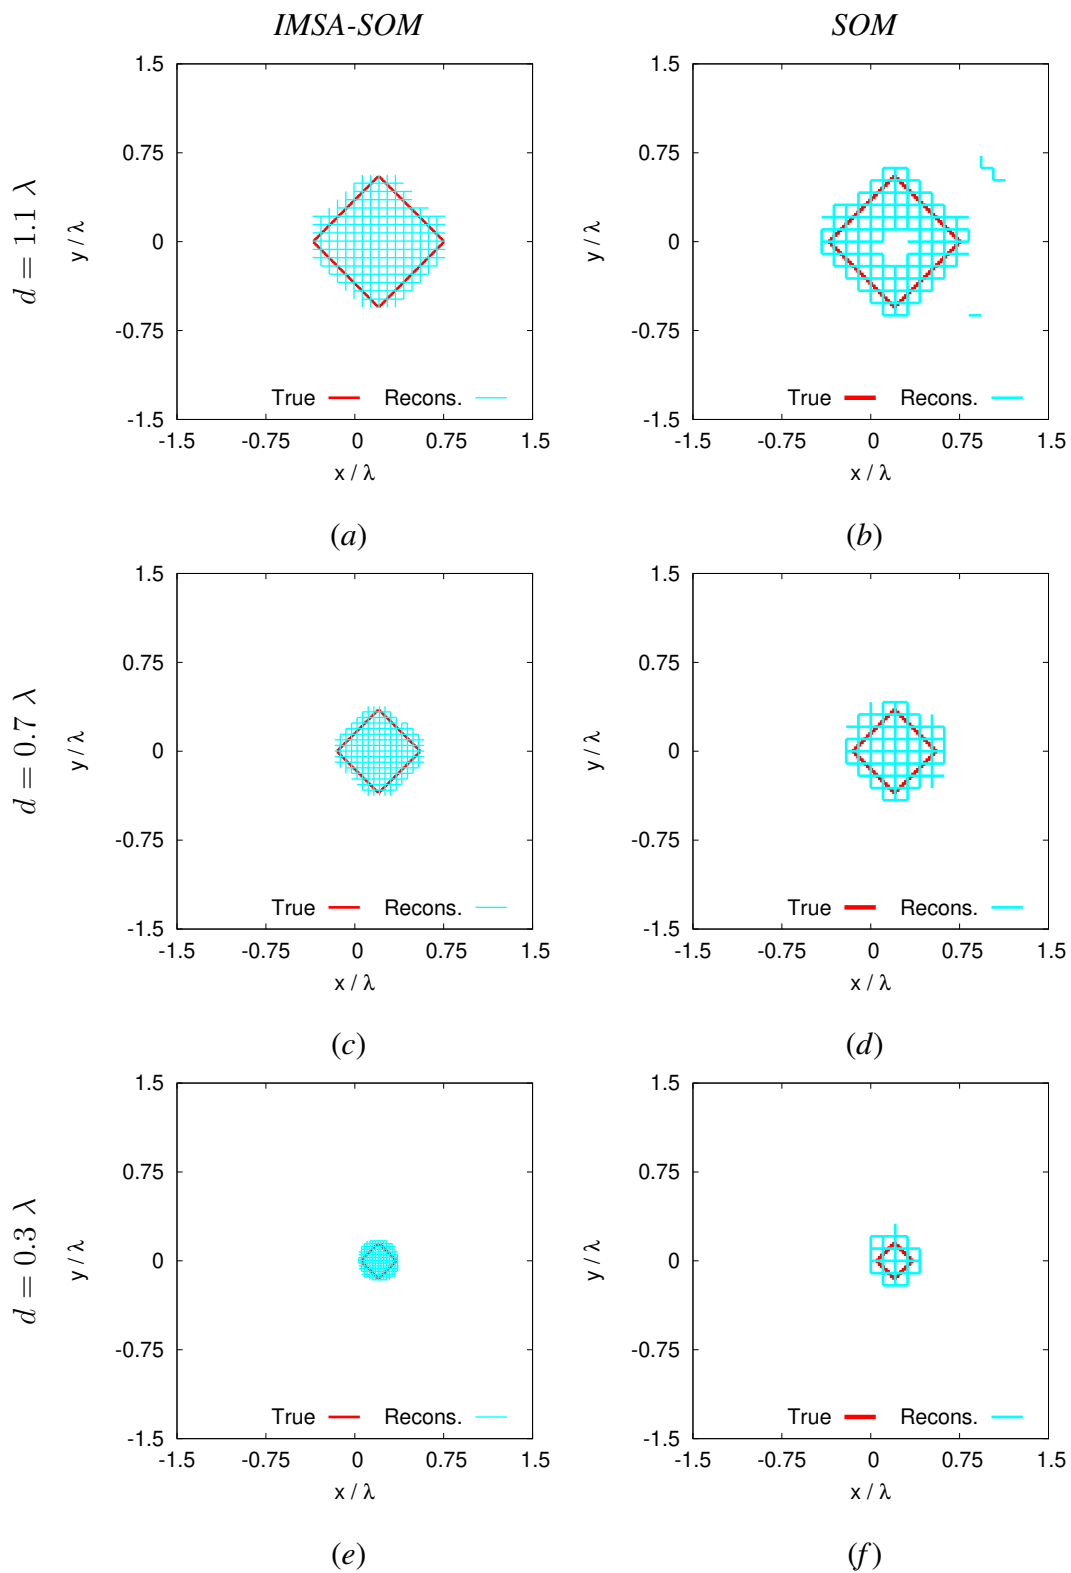 IMSA-SOM SOM
d = 1.1 λ
1.5 1.5
0.75 0.75
y / λ 0 y / λ 0
-0.75 -0.75
True Recons. True Recons.
-1.5 -1.5
-1.5 -0.75 0 0.75 1.5 -1.5 -0.75 0 0.75 1.5
x / λ x / λ
(a) (b)
d = 0.7 λ
1.5 1.5
0.75 0.75
y / λ 0 y / λ 0
-0.75 -0.75
True Recons. True Recons.
-1.5 -1.5
-1.5 -0.75 0 0.75 1.5 -1.5 -0.75 0 0.75 1.5
x / λ x / λ
(c) (d)
d = 0.3 λ
1.5 1.5
0.75 0.75
y / λ 0 y / λ 0
-0.75 -0.75
True Recons. True Recons.
-1.5 -1.5
-1.5 -0.75 0 0.75 1.5 -1.5 -0.75 0 0.75 1.5
x / λ x / λ
(e) (f)